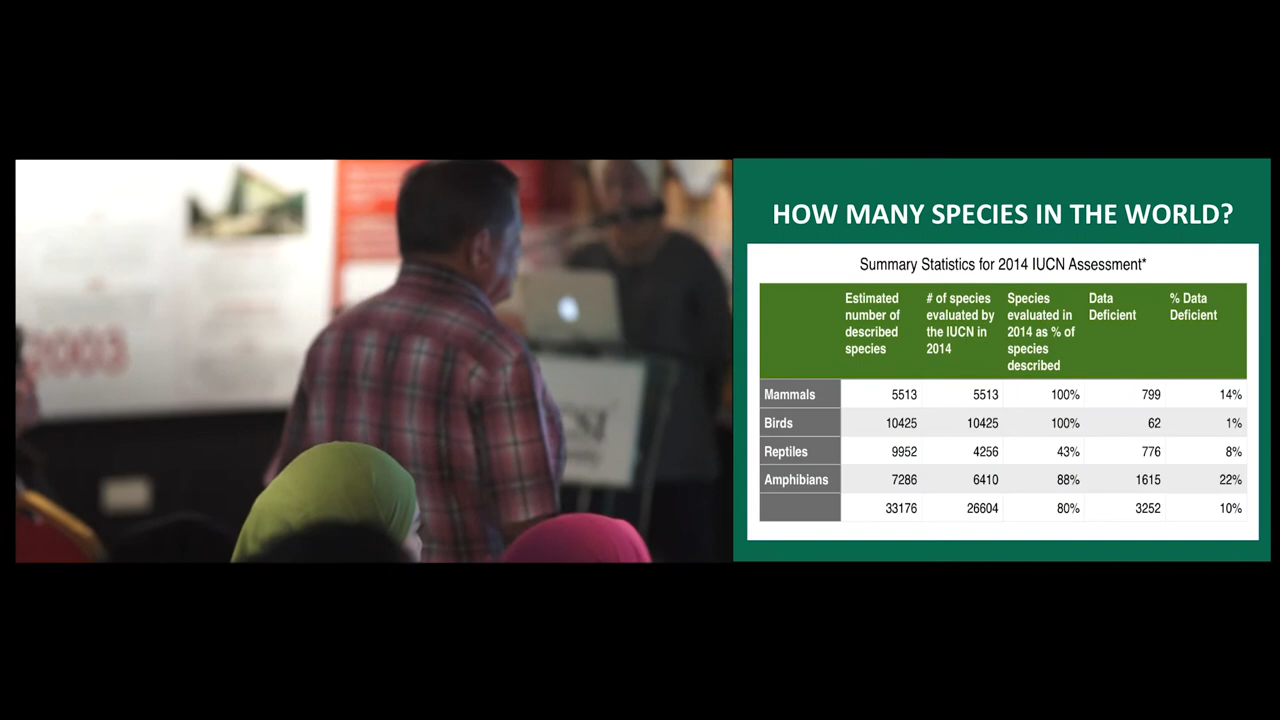 2003
HOW MANY SPECIES IN THE WORLD?
Summary Statistics for 2014 IUCN Assessment*
Estimated number of described species | # of species evaluated by the IUCN in 2014 | Species evaluated in 2014 as % of species described | Data Deficient | % Data Deficient
Mammals 5513 5513 100% 799 14%
Birds 10425 10425 100% 62 1%
Reptiles 9952 4256 43% 776 8%
Amphibians 7286 6410 88% 1615 22%
33176 26604 80% 3252 10%